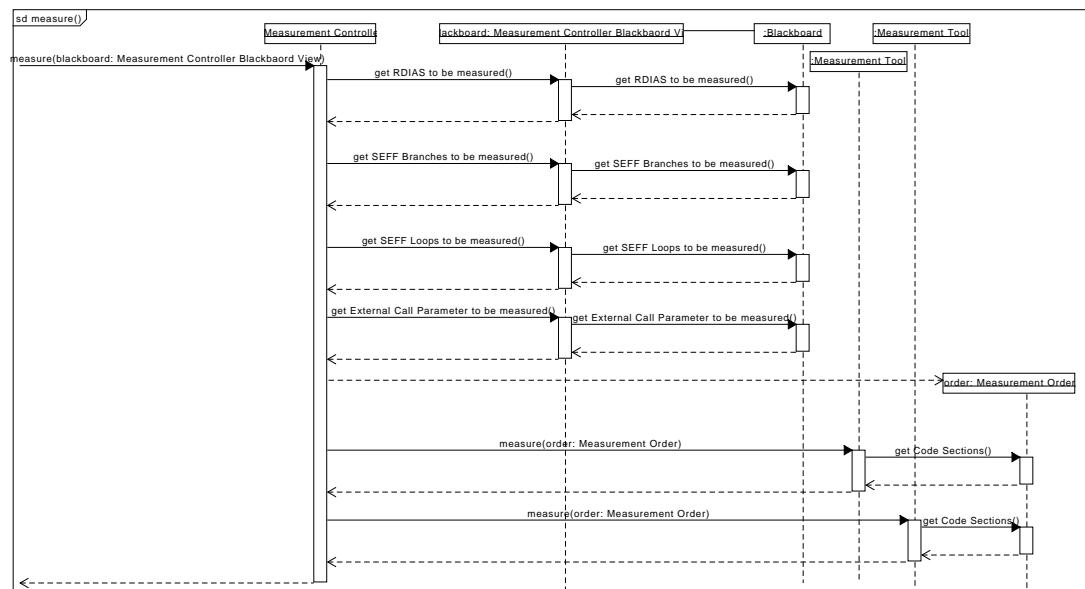 sd measure()
Measurement Controlle
lackboard: Measurement Controller Blackbaord Vi
:Blackboard
:Measurement Tool
measure(blackboard: Measurement Controller Blackbaord View)
:Measurement Tool
get RDIAS to be measured()
get RDIAS to be measured()
get SEFF Branches to be measured()
get SEFF Branches to be measured()
get SEFF Loops to be measured()
get SEFF Loops to be measured()
get External Call Parameter to be measured()
get External Call Parameter to be measured()
order: Measurement Order
measure(order: Measurement Order)
get Code Sections()
measure(order: Measurement Order)
get Code Sections()